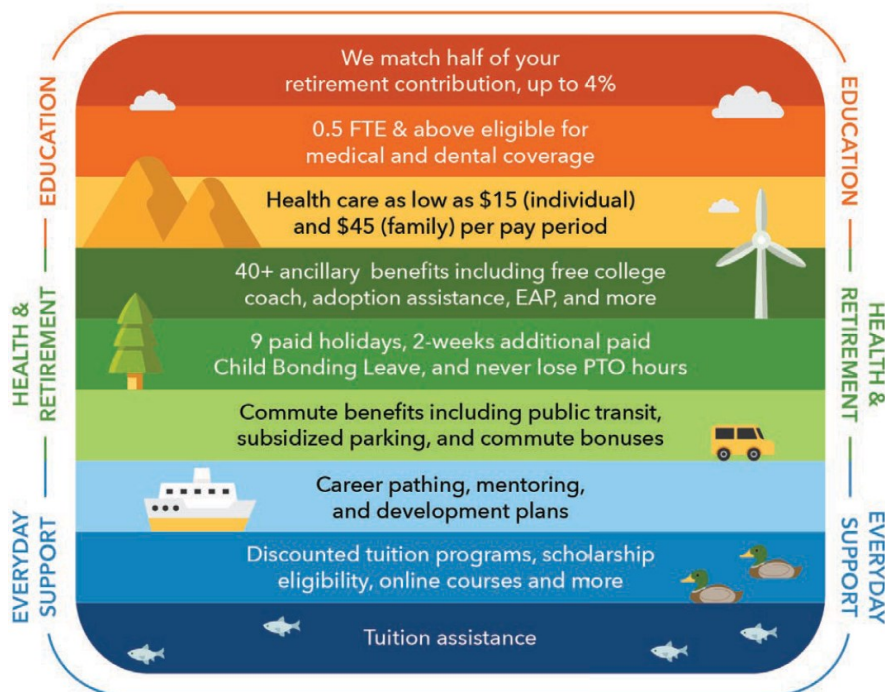 We match half of your
retirement contribution, up to 4%
0.5 FTE & above eligible for
medical and dental coverage
Health care as low as $15 (individual)
and $45 (family) per pay period
40+ ancillary benefits including free college
coach, adoption assistance, EAP, and more
9 paid holidays, 2-weeks additional paid
Child Bonding Leave, and never lose PTO hours
Commute benefits including public transit,
subsidized parking, and commute bonuses
Career pathing, mentoring,
and development plans
Discounted tuition programs, scholarship
eligibility, online courses and more
Tuition assistance
EDUCATION
HEALTH &
RETIREMENT
EVERYDAY
SUPPORT
EDUCATION
HEALTH &
RETIREMENT
EVERYDAY
SUPPORT